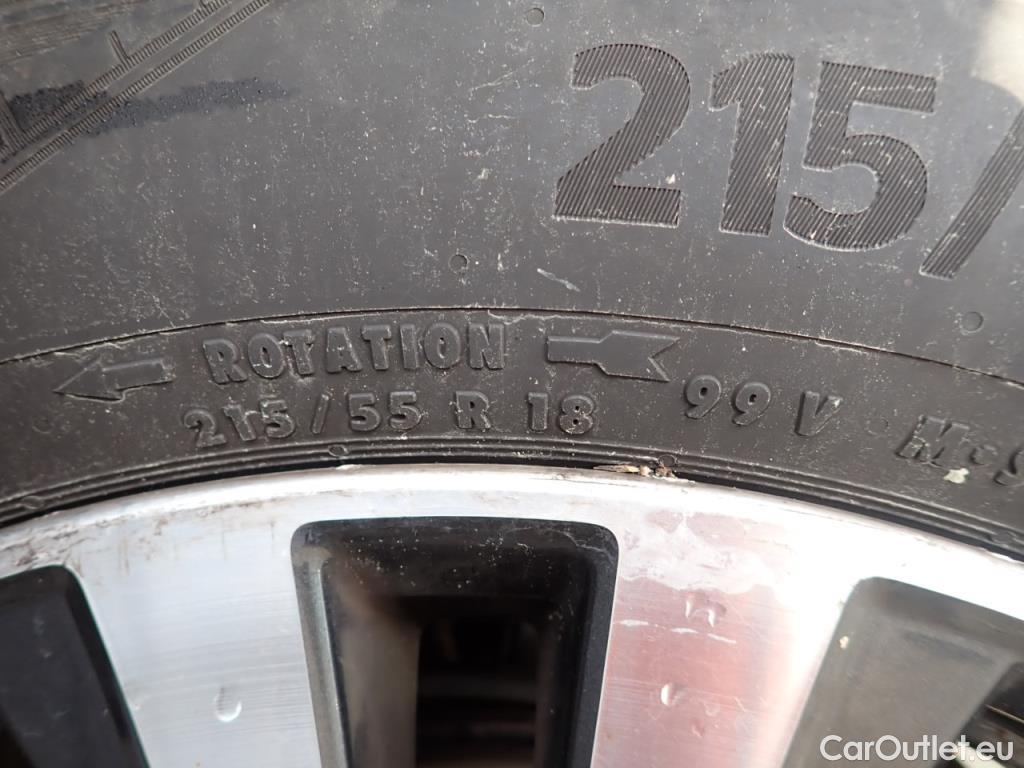 215/
ROTATION
215/55 R 18 99 V M+S
CarOutlet.eu